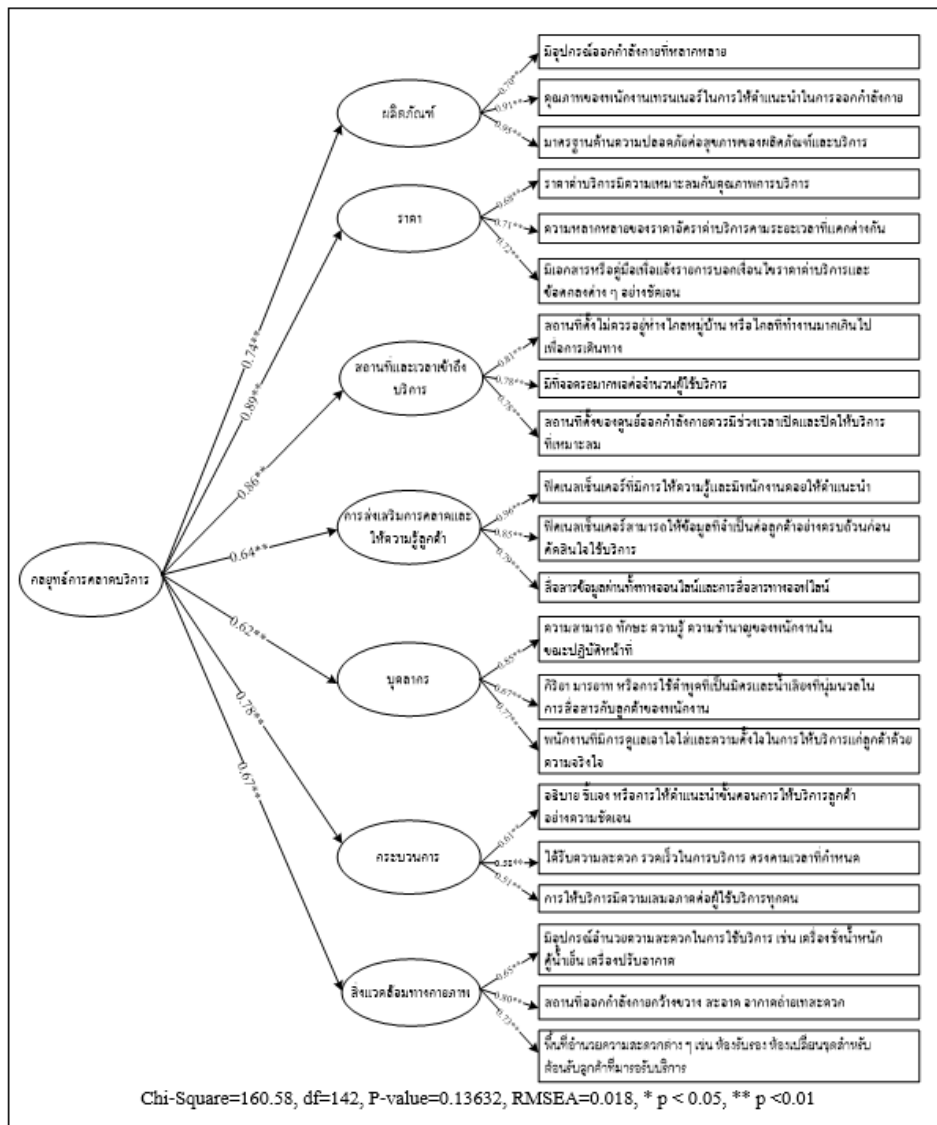 มีอุปกรณ์ออกกำลังกายที่หลากหลาย
0.70**
ผลิตภัณฑ์
0.91**
คุณภาพของพนักงานเทรนเนอร์ในการให้คำแนะนำในการออกกำลังกาย
0.95**
มาตรฐานด้านความปลอดภัยต่อสุขภาพของผลิตภัณฑ์และบริการ
ราคาค่าบริการมีความเหมาะสมกับคุณภาพการบริการ
0.68**
ราคา
0.71**
ความหลากหลายของราคาอัตราค่าบริการตามระยะเวลาที่แตกต่างกัน
0.72**
มีเอกสารหรือคู่มือเพื่อแจ้งรายการบอกเงื่อนไขราคาค่าบริการและ
ข้อตกลงต่าง ๆ อย่างชัดเจน
0.74**
0.89**
สถานที่ตั้งไม่ควรอยู่ห่างไกลหมู่บ้าน หรือไกลที่ทำงานมากเกินไป
เพื่อการเดินทาง
0.81**
สถานที่และเวลาเข้าถึง
บริการ
0.78**
มีที่จอดรถมากพอต่อจำนวนผู้ใช้บริการ
0.78**
สถานที่ตั้งของศูนย์ออกกำลังกายควรมีช่วงเวลาเปิดและปิดให้บริการ
ที่เหมาะสม
0.86**
ฟิตเนสเซ็นเตอร์ที่มีการให้ความรู้และมีพนักงานคอยให้คำแนะนำ
0.96**
การส่งเสริมการตลาดและ
ให้ความรู้ลูกค้า
0.85**
ฟิตเนสเซ็นเตอร์สามารถให้ข้อมูลที่จำเป็นต่อลูกค้าอย่างครบถ้วนก่อน
ตัดสินใจใช้บริการ
0.79**
สื่อสารข้อมูลผ่านทั้งทางออนไลน์และการสื่อสารทางออฟไลน์
0.64**
กลยุทธ์การตลาดบริการ
0.62**
ความสามารถ ทักษะ ความรู้ ความชำนาญของพนักงานใน
ขณะปฏิบัติหน้าที่
0.85**
บุคลากร
0.67**
กิริยา มารยาท หรือการใช้คำพูดที่เป็นมิตรและน้ำเสียงที่นุ่มนวลใน
การสื่อสารกับลูกค้าของพนักงาน
0.77**
พนักงานที่มีการดูแลเอาใจใส่และความตั้งใจในการให้บริการแก่ลูกค้าด้วย
ความจริงใจ
0.78**
0.67**
อธิบาย ชี้แจง หรือการให้คำแนะนำขั้นตอนการให้บริการลูกค้า
อย่างความชัดเจน
0.61**
กระบวนการ
ได้รับความสะดวก รวดเร็วในการบริการ ตรงตามเวลาที่กำหนด
0.51**
การให้บริการมีความเสมอภาคต่อผู้ใช้บริการทุกคน
มีอุปกรณ์อำนวยความสะดวกในการใช้บริการ เช่น เครื่องชั่งน้ำหนัก
ตู้น้ำเย็น เครื่องปรับอากาศ
0.65**
สิ่งแวดล้อมทางกายภาพ
0.80**
สถานที่ออกกำลังกายกว้างขวาง สะอาด อากาศถ่ายเทสะดวก
0.73**
พื้นที่อำนวยความสะดวกต่าง ๆ เช่น ห้องรับรอง ห้องเปลี่ยนชุดสำหรับ
ต้อนรับลูกค้าที่มารอรับบริการ
Chi-Square=160.58, df=142, P-value=0.13632, RMSEA=0.018, * p < 0.05, ** p <0.01